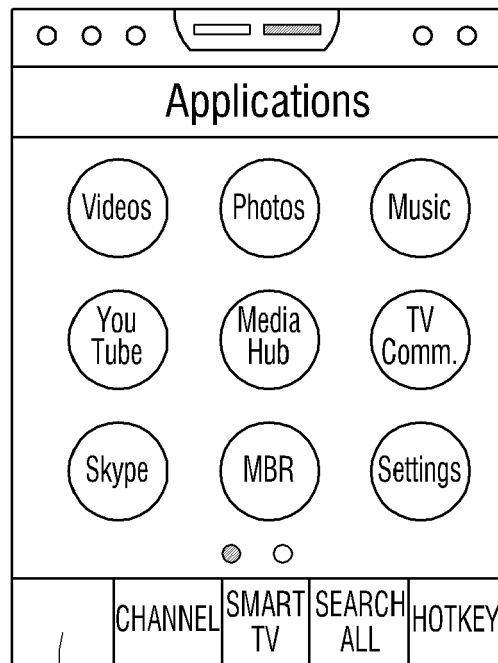 Applications
Videos
Photos
Music
You
Tube
Media
Hub
TV
Comm.
Skype
MBR
Settings
CHANNEL
SMART
TV
SEARCH
ALL
HOTKEY